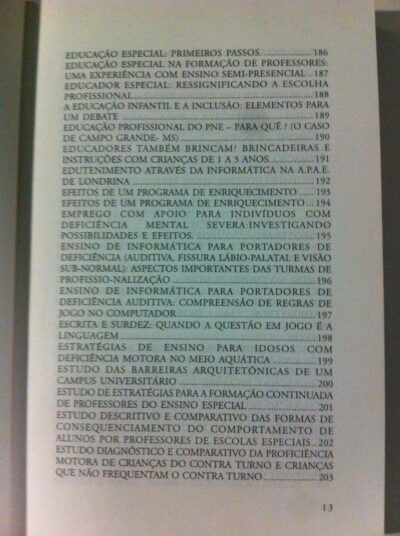 EDUCAÇÃO ESPECIAL: PRIMEIROS PASSOS. .................... 186
EDUCAÇÃO ESPECIAL NA FORMAÇÃO DE PROFESSORES:
UMA EXPERIÊNCIA COM ENSINO SEMI-PRESENCIAL .. 187
EDUCADOR ESPECIAL: RESSIGNIFICANDO A ESCOLHA
PROFISSIONAL ........................................ 188
A EDUCAÇÃO INFANTIL E A INCLUSÃO: ELEMENTOS PARA
UM DEBATE ........................................ 189
EDUCAÇÃO PROFISSIONAL DO PNE – PARA QUÊ ? (O CASO
DE CAMPO GRANDE- MS) ........................................ 190
EDUCADORES TAMBÉM BRINCAM? BRINCADEIRAS E
INSTRUÇÕES COM CRIANÇAS DE 1 A 5 ANOS. .............. 191
EDUTENIMENTO ATRAVÉS DA INFORMÁTICA NA A.P.A.E.
DE LONDRINA ........................................ 192
EFEITOS DE UM PROGRAMA DE ENRIQUECIMENTO ..... 193
EFEITOS DE UM PROGRAMA DE ENRIQUECIMENTO .... 194
EMPREGO COM APOIO PARA INDIVÍDUOS COM
DEFICIÊNCIA MENTAL SEVERA:INVESTIGANDO
POSSIBILIDADES E EFEITOS. ........................................ 195
ENSINO DE INFORMÁTICA PARA PORTADORES DE
DEFICIÊNCIA (AUDITIVA, FISSURA LÁBIO-PALATAL E VISÃO
SUB-NORMAL): ASPECTOS IMPORTANTES DAS TURMAS DE
PROFISSIO-NALIZAÇÃO ........................................ 196
ENSINO DE INFORMÁTICA PARA PORTADORES DE
DEFICIÊNCIA AUDITIVA: COMPREENSÃO DE REGRAS DE
JOGO NO COMPUTADOR ........................................ 197
ESCRITA E SURDEZ: QUANDO A QUESTÃO EM JOGO É A
LINGUAGEM ........................................ 198
ESTRATÉGIAS DE ENSINO PARA IDOSOS COM
DEFICIÊNCIA MOTORA NO MEIO AQUÁTICA .................. 199
ESTUDO DAS BARREIRAS ARQUITETÔNICAS DE UM
CAMPUS UNIVERSITÁRIO ........................................ 200
ESTUDO DE ESTRATÉGIAS PARA A FORMAÇÃO CONTINUADA
DE PROFESSORES DO ENSINO ESPECIAL ...................... 201
ESTUDO DESCRITIVO E COMPARATIVO DAS FORMAS DE
CONSEQUENCIAMENTO DO COMPORTAMENTO DE
ALUNOS POR PROFESSORES DE ESCOLAS ESPECIAIS .. 202
ESTUDO DIAGNÓSTICO E COMPARATIVO DA PROFICIÊNCIA
MOTORA DE CRIANÇAS DO CONTRA TURNO E CRIANÇAS
QUE NÃO FREQUENTAM O CONTRA TURNO .............. 203
13